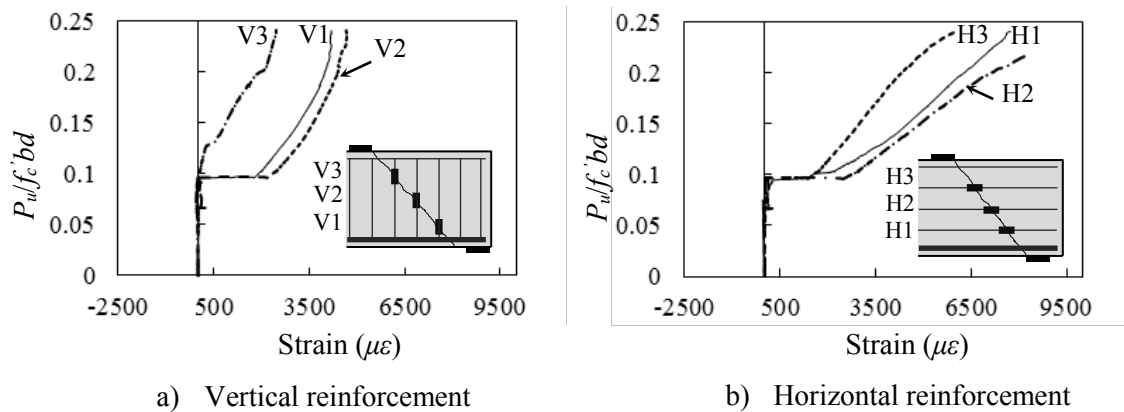 0.25
0.2
0.15
0.1
0.05
0
P_u/f_c'bd
V3
V1
V2
V3
V2
V1
-2500 500 3500 6500 9500
Strain (με)
a) Vertical reinforcement
0.25
0.2
0.15
0.1
0.05
0
P_u/f_c'bd
H3
H1
H2
H3
H2
H1
-2500 500 3500 6500 9500
Strain (με)
b) Horizontal reinforcement